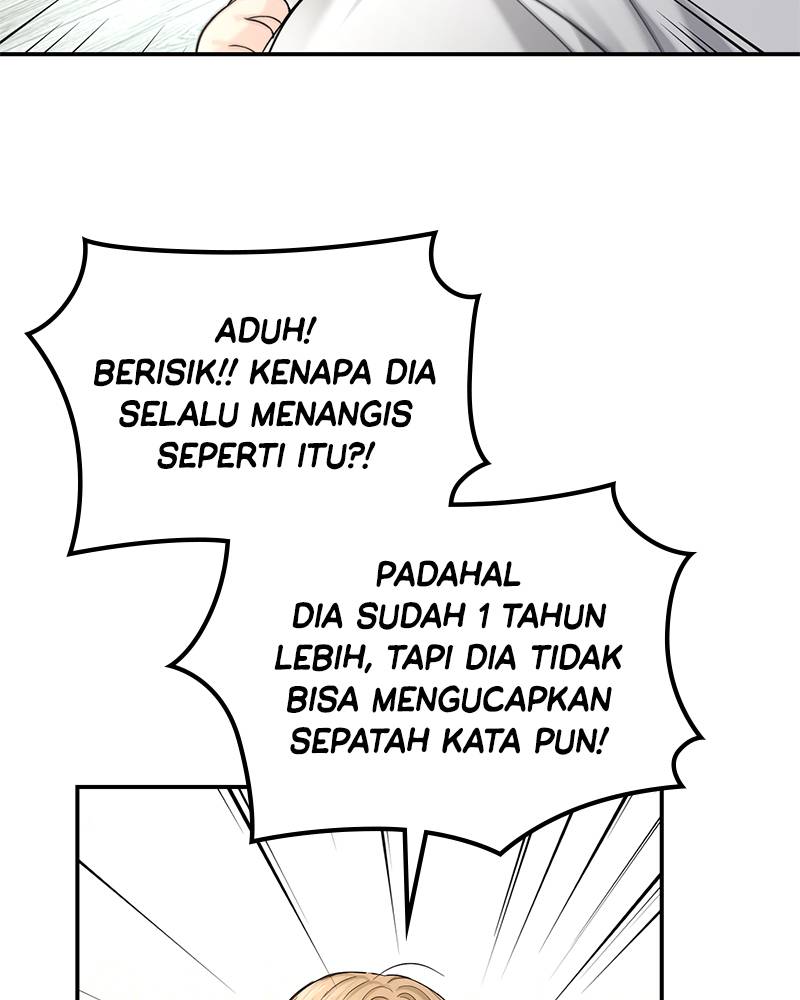 ADUH!
BERISIK!! KENAPA DIA
SELALU MENANGIS
SEPERTI ITU?!
PADAHAL
DIA SUDAH 1 TAHUN
LEBIH, TAPI DIA TIDAK
BISA MENGUCAPKAN
SEPATAH KATA PUN!